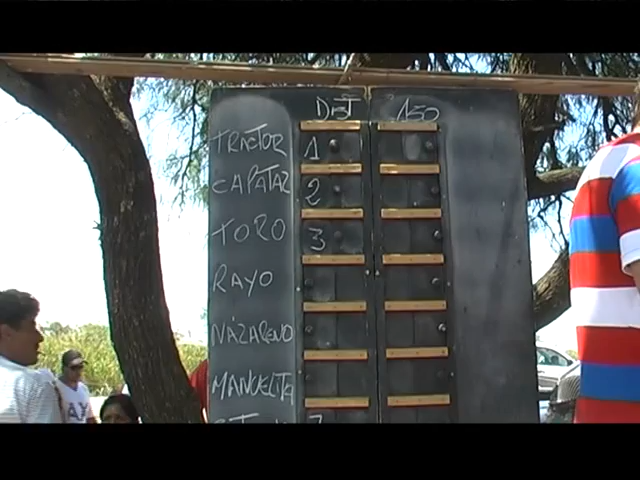 DIST 150
TRACTOR 1
CAPATAZ 2
TORO 3
RAYO
NAZARENO
MANUELITA